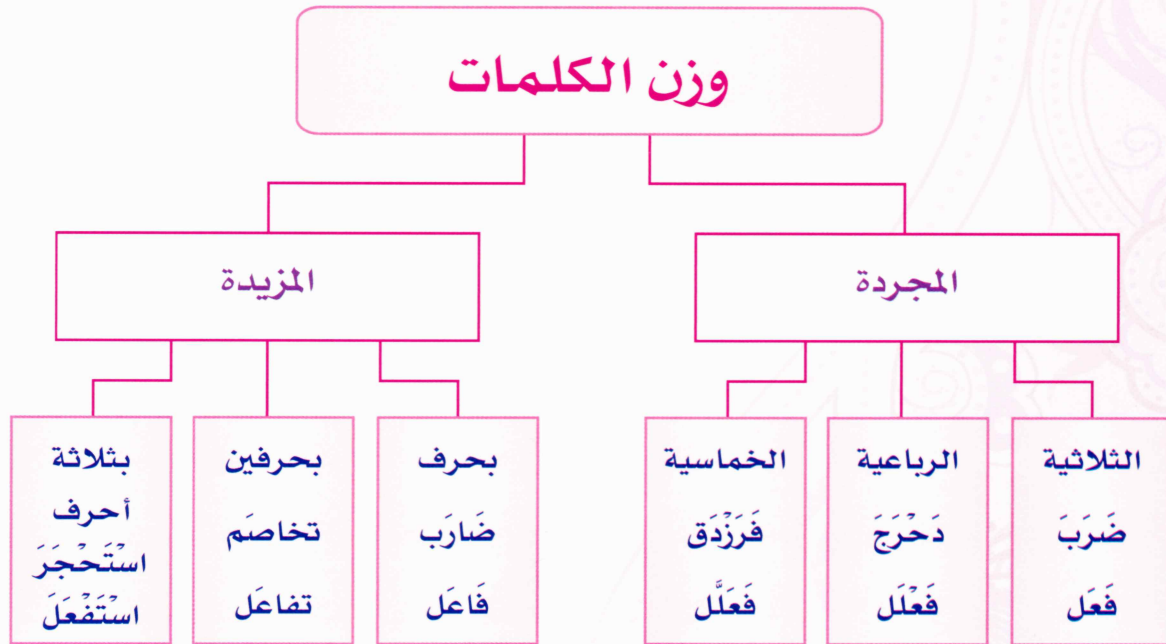 وزن الكلمات
المجردة
الثلاثية
ضَرَبَ
فَعَل
الرباعية
دَحْرَجَ
فَعْلَل
الخماسية
فَرَزْدَق
فَعَلَّل
المزيدة
بحرف
ضَارَب
فَاعَل
بحرفين
تخاصَم
تفاعَل
بثلاثة
أحرف
اسْتَحْجَرَ
اسْتَفْعَلَ